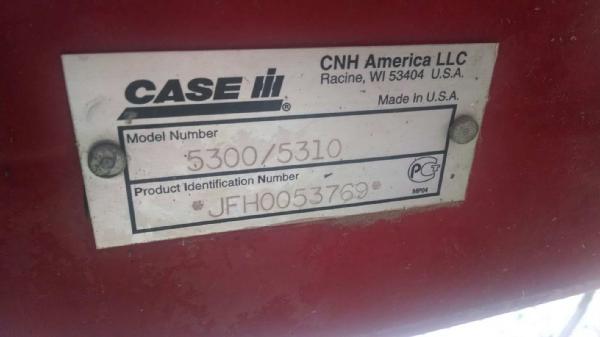 CNH America LLC
Racine, WI 53404 U.S.A.
CASE IH®
Made in U.S.A.
Model Number
5300/5310
Product Identification Number
*JFH0053769*
PCT
MP04